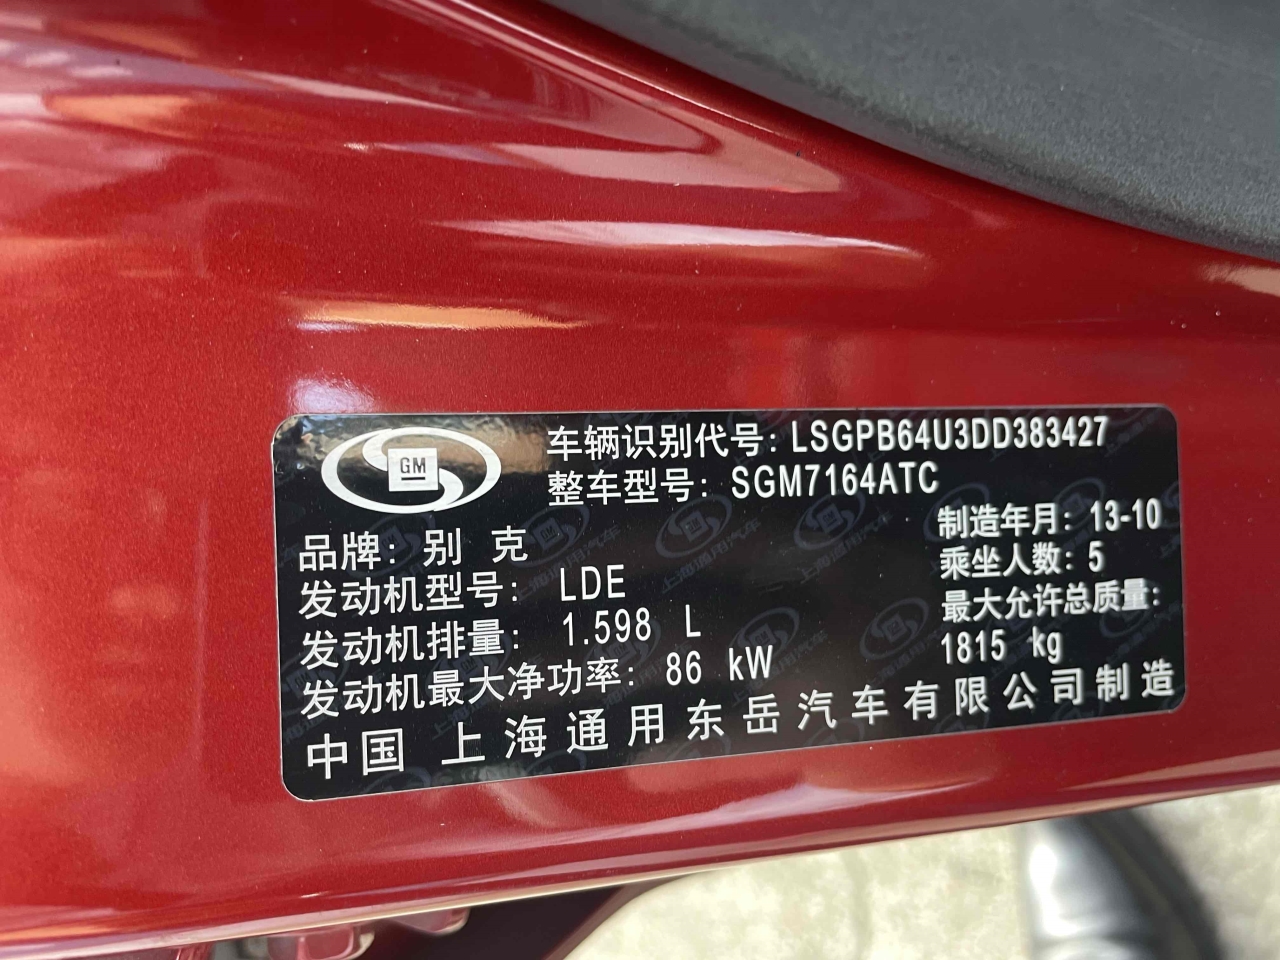 GM
车辆识别代号: LSGPB64U3DD383427
整车型号: SGM7164ATC
品牌: 别 克
制造年月: 13-10
发动机型号: LDE
乘坐人数: 5
发动机排量: 1.598 L
最大允许总质量:
1815 kg
发动机最大净功率: 86 kW
中国 上海通用东岳汽车有限公司制造